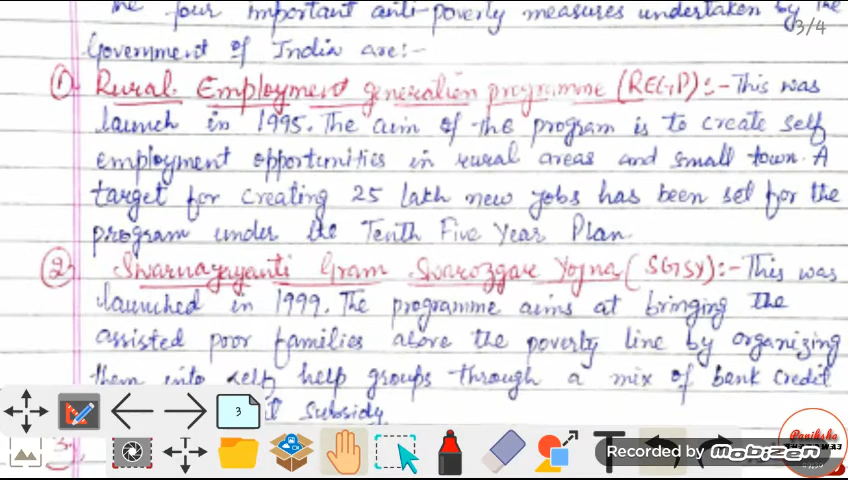 the four important anti-poverty measures undertaken by the
3/4
Government of India are:-
① Rural Employment generation programme (REGP):- This was
launch in 1995. The aim of the program is to create self
employment opportunities in rural areas and small town. A
target for creating 25 Lakh new jobs has been set for the
program under the Tenth Five Year Plan.
② Swarnajayanti Gram Swarozgar Yojna (SGSY):- This was
launched in 1999. The programme aims at bringing the
assisted poor families above the poverty line by organizing
them into self help groups through a mix of bank credit
subsidy
3
T
T
Recorded by mobizen